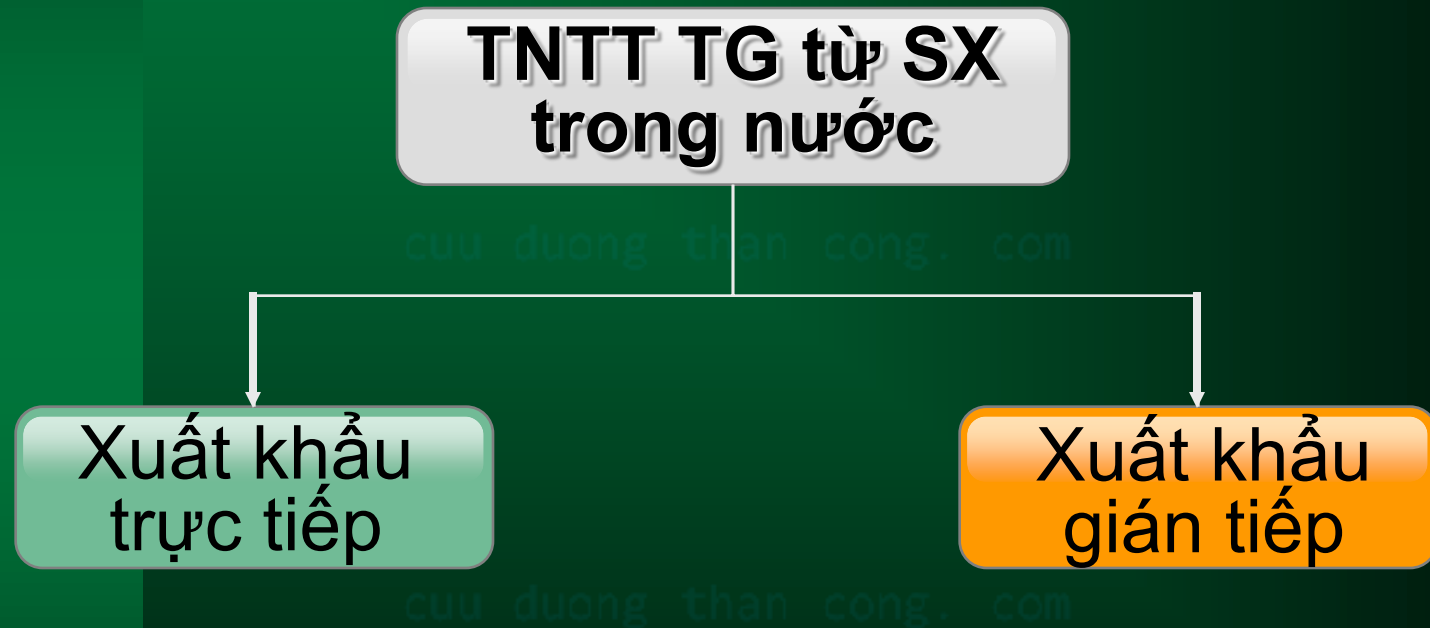 TNTT TG từ SX
trong nước
cuu duong than cong. com
Xuất khẩu
trực tiếp
Xuất khẩu
gián tiếp
cuu duong than cong. com